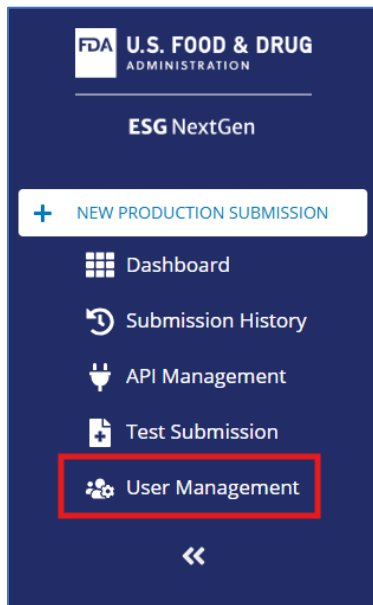 FDA
U.S. FOOD & DRUG
ADMINISTRATION
ESG NextGen
NEW PRODUCTION SUBMISSION
Dashboard
Submission History
API Management
Test Submission
User Management